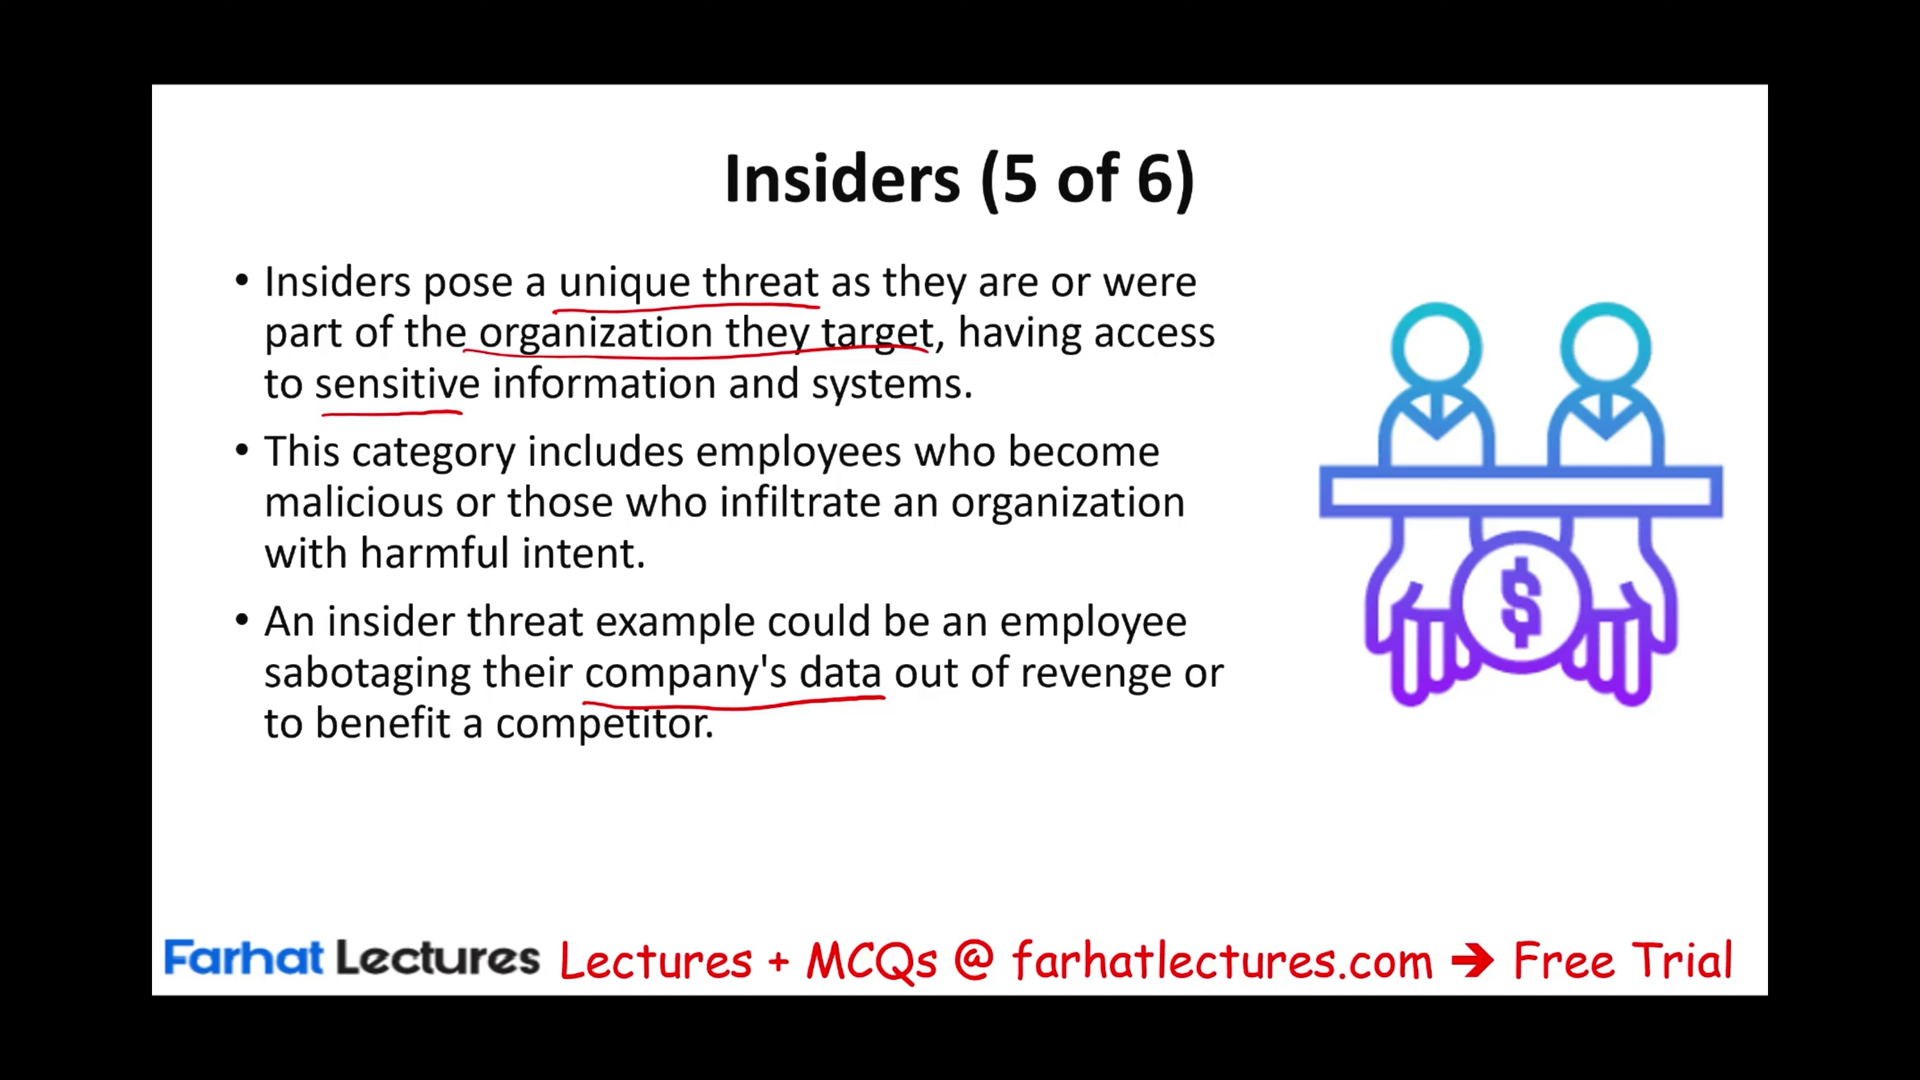 Insiders (5 of 6)
• Insiders pose a unique threat as they are or were
part of the organization they target, having access
to sensitive information and systems.
• This category includes employees who become
malicious or those who infiltrate an organization
with harmful intent.
• An insider threat example could be an employee
sabotaging their company's data out of revenge or
to benefit a competitor.
$
Farhat Lectures Lectures + MCQs @ farhatlectures.com ➔ Free Trial